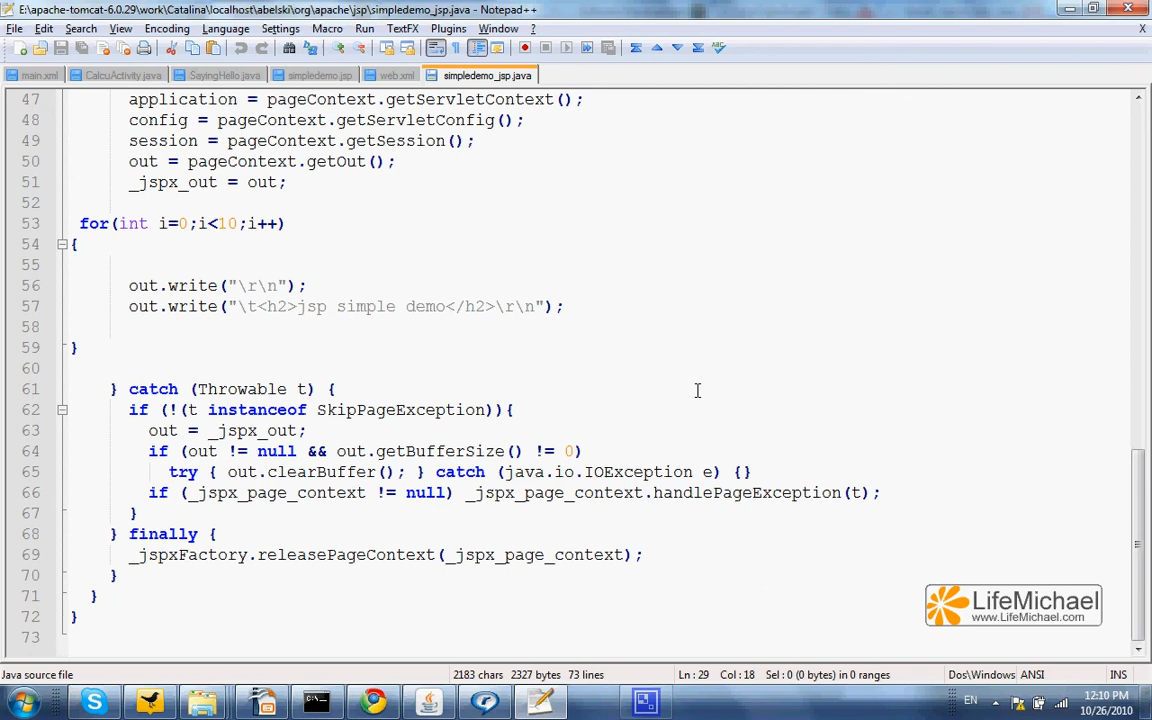 E:\apache-tomcat-6.0.29\work\Catalina\localhost\abelski\org\apache\jsp\simpledemo_jsp.java - Notepad++
File Edit Search View Encoding Language Settings Macro Run TextFX Plugins Window ? X
main.xml CalcuActivity.java SayingHello.java simpledemo.jsp web.xml simpledemo_jsp.java
47 application = pageContext.getServletContext();
48 config = pageContext.getServletConfig();
49 session = pageContext.getSession();
50 out = pageContext.getOut();
51 _jspx_out = out;
52
53 for(int i=0;i<10;i++)
54 {
55
56 out.write("\r\n");
57 out.write("\t<h2>jsp simple demo</h2>\r\n");
58
59 }
60
61 } catch (Throwable t) {
62 if (!(t instanceof SkipPageException)){
63 out = _jspx_out;
64 if (out != null && out.getBufferSize() != 0)
65 try { out.clearBuffer(); } catch (java.io.IOException e) {}
66 if (_jspx_page_context != null) _jspx_page_context.handlePageException(t);
67 }
68 } finally {
69 _jspxFactory.releasePageContext(_jspx_page_context);
70 }
71 }
72 }
73
LifeMichael
www.LifeMichael.com
Java source file 2183 chars 2327 bytes 73 lines Ln : 29 Col : 18 Sel : 0 (0 bytes) in 0 ranges Dos\Windows ANSI INS
EN 12:10 PM
10/26/2010